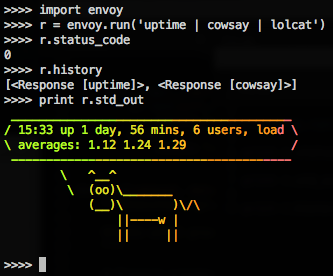 >>>> import envoy
>>>> r = envoy.run('uptime | cowsay | lolcat')
>>>> r.status_code
0
>>>> r.history
[<Response [uptime]>, <Response [cowsay]>]
>>>> print r.std_out
 _______________________________________
/ 15:33 up 1 day, 56 mins, 6 users, load \
\ averages: 1.12 1.24 1.29               /
 ---------------------------------------
        \   ^__^
         \  (oo)\_______
            (__)\       )\/\
                ||----w |
                ||     ||
>>>>